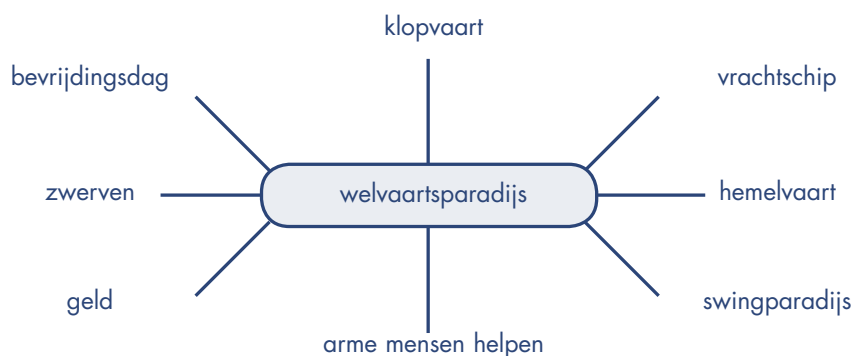 klopvaart
bevrijdingsdag
vrachtschip
zwerven
welvaartsparadijs
hemelvaart
geld
swingparadijs
arme mensen helpen